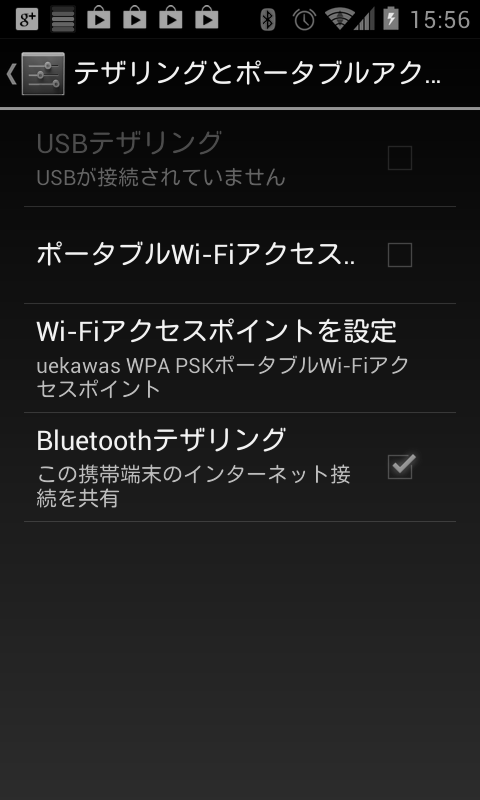 g+ 15:56
テザリングとポータブルアク...
USBテザリング
USBが接続されていません
ポータブルWi-Fiアクセス..
Wi-Fiアクセスポイントを設定
uekawas WPA PSKポータブルWi-Fiアク
セスポイント
Bluetoothテザリング
この携帯端末のインターネット接
続を共有